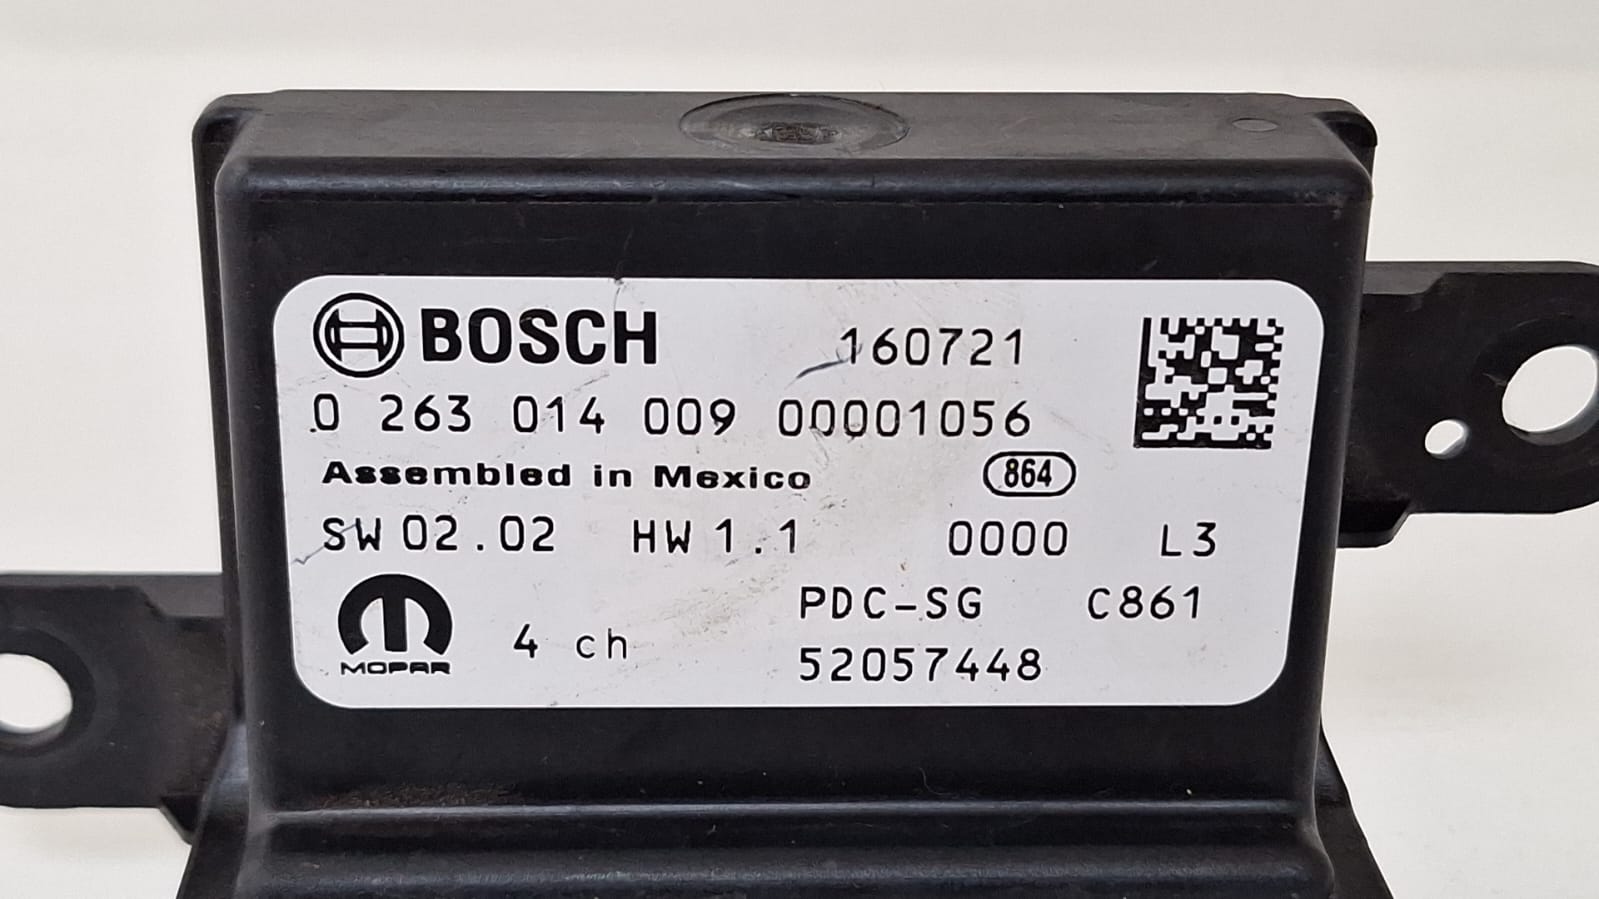 BOSCH 160721
0 263 014 009 00001056
Assembled in Mexico 864
SW 02.02 HW 1.1 0000 L3
PDC-SG C861
MOPAR 4 ch 52057448